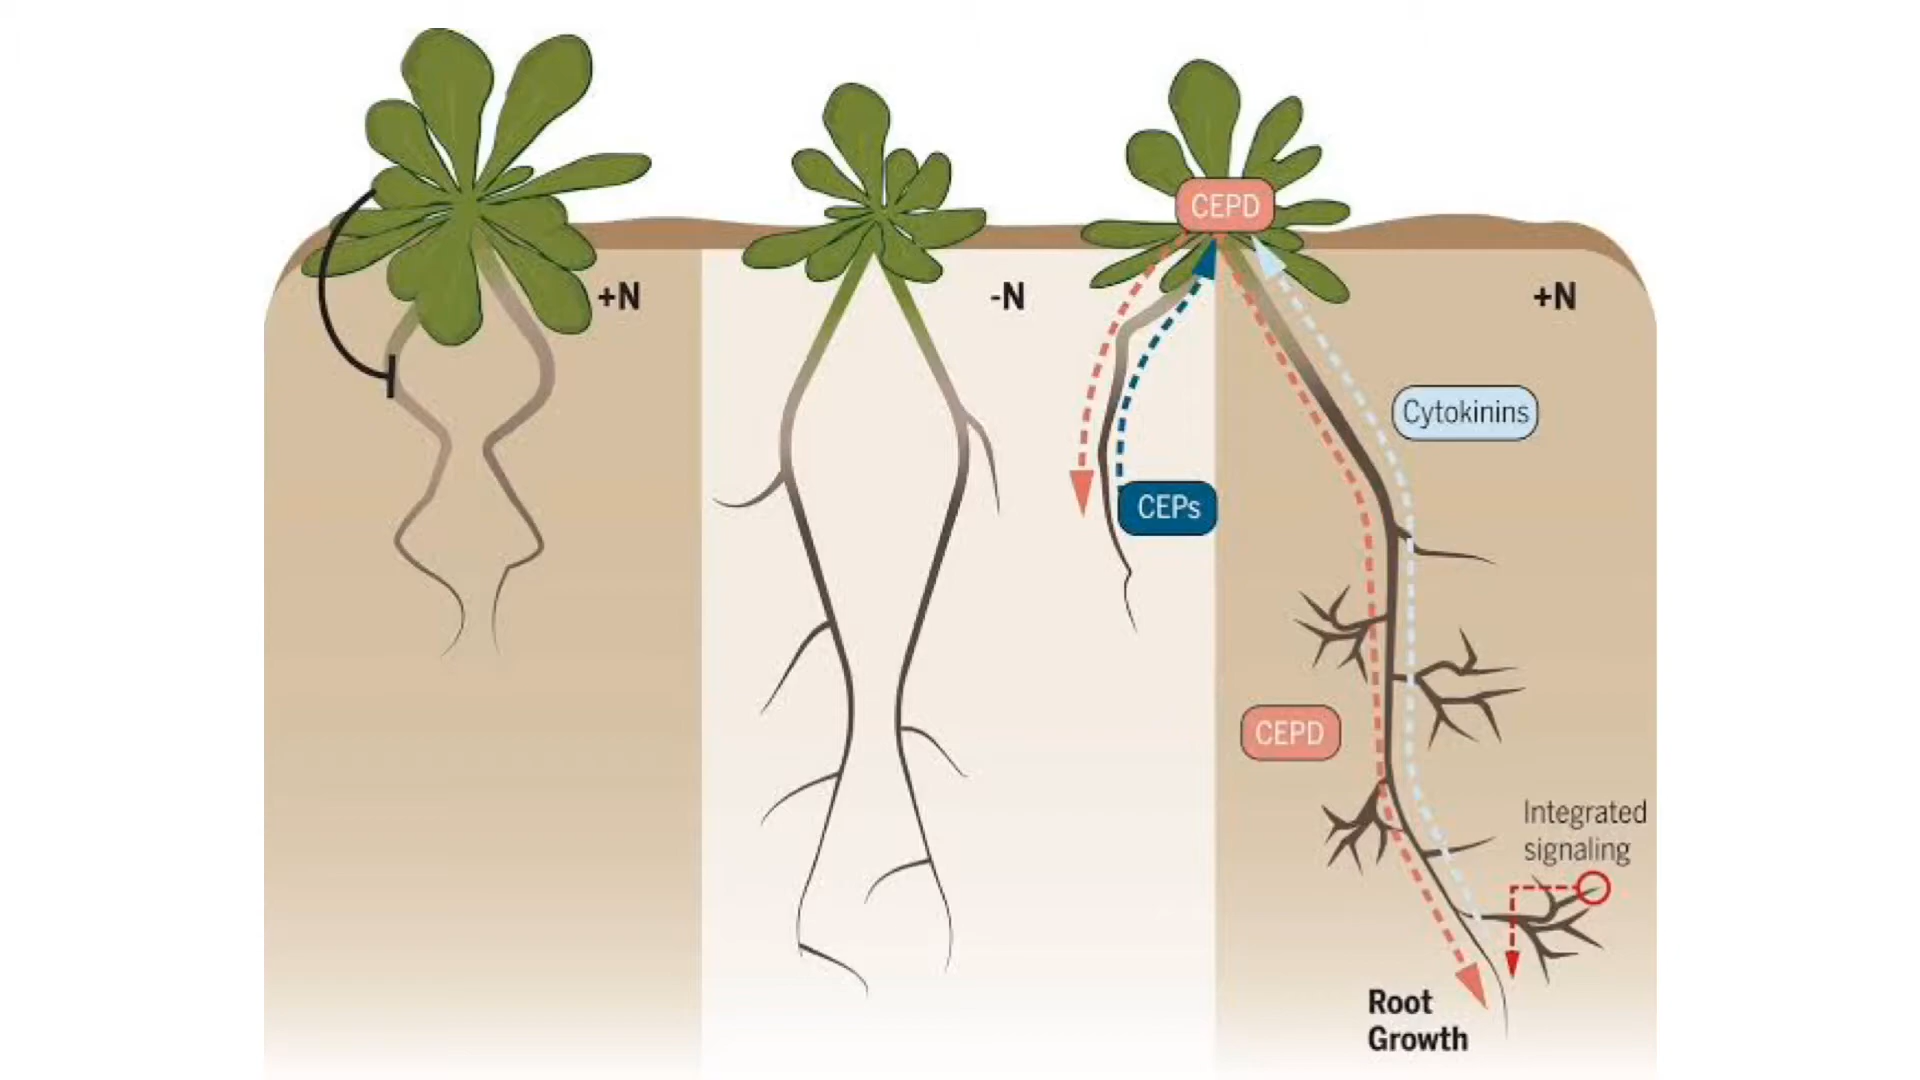 CEPD
+N
-N
+N
Cytokinins
CEPs
CEPD
Integrated
signaling
Root
Growth